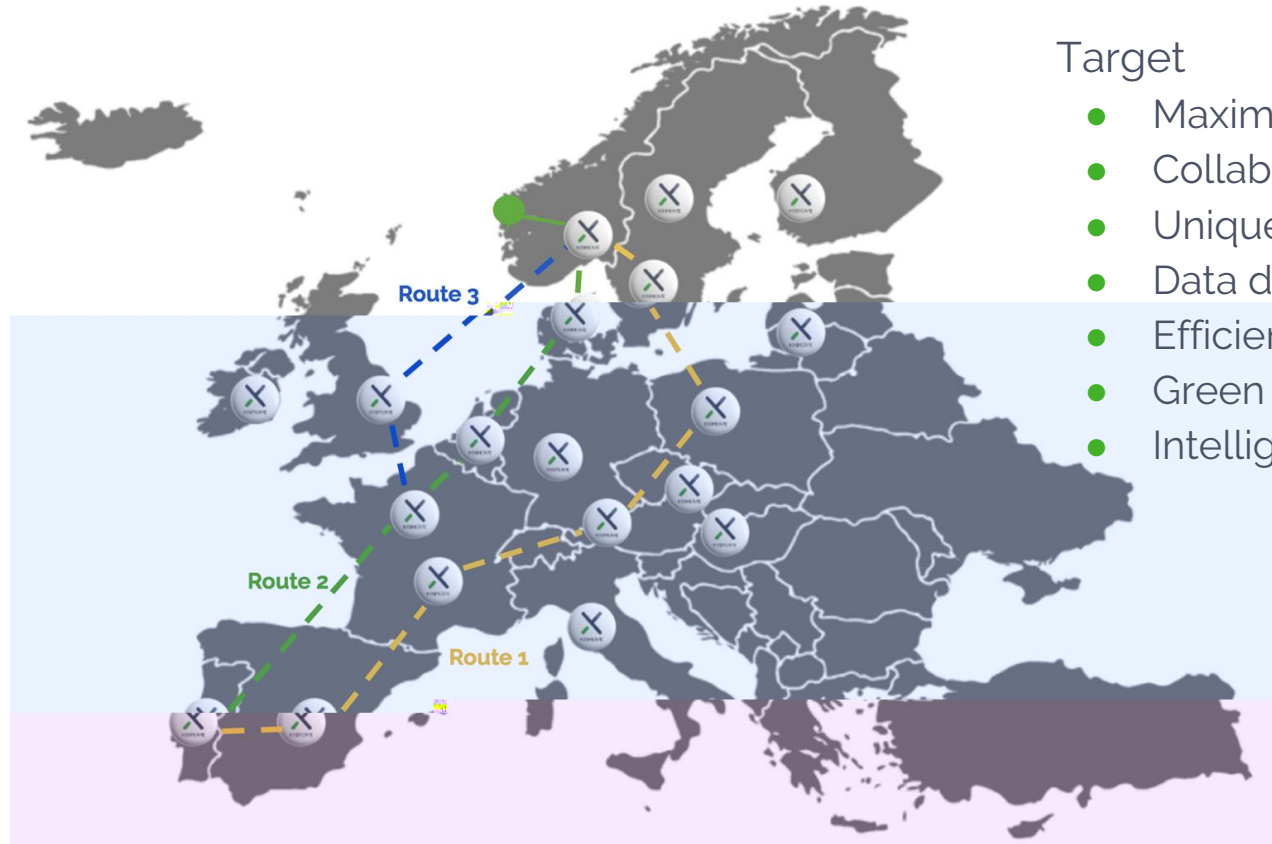 Target
Maxim
Collab
Unique
Data d
Efficien
Green
Intellig
Route 3
Route 2
Route 1